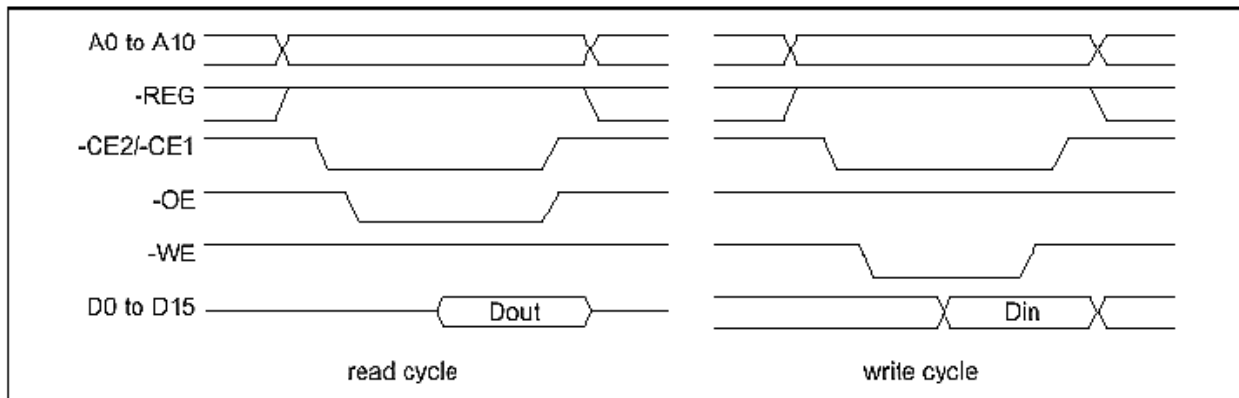 A0 to A10
-REG
-CE2/-CE1
-OE
-WE
D0 to D15
Dout
Din
read cycle
write cycle